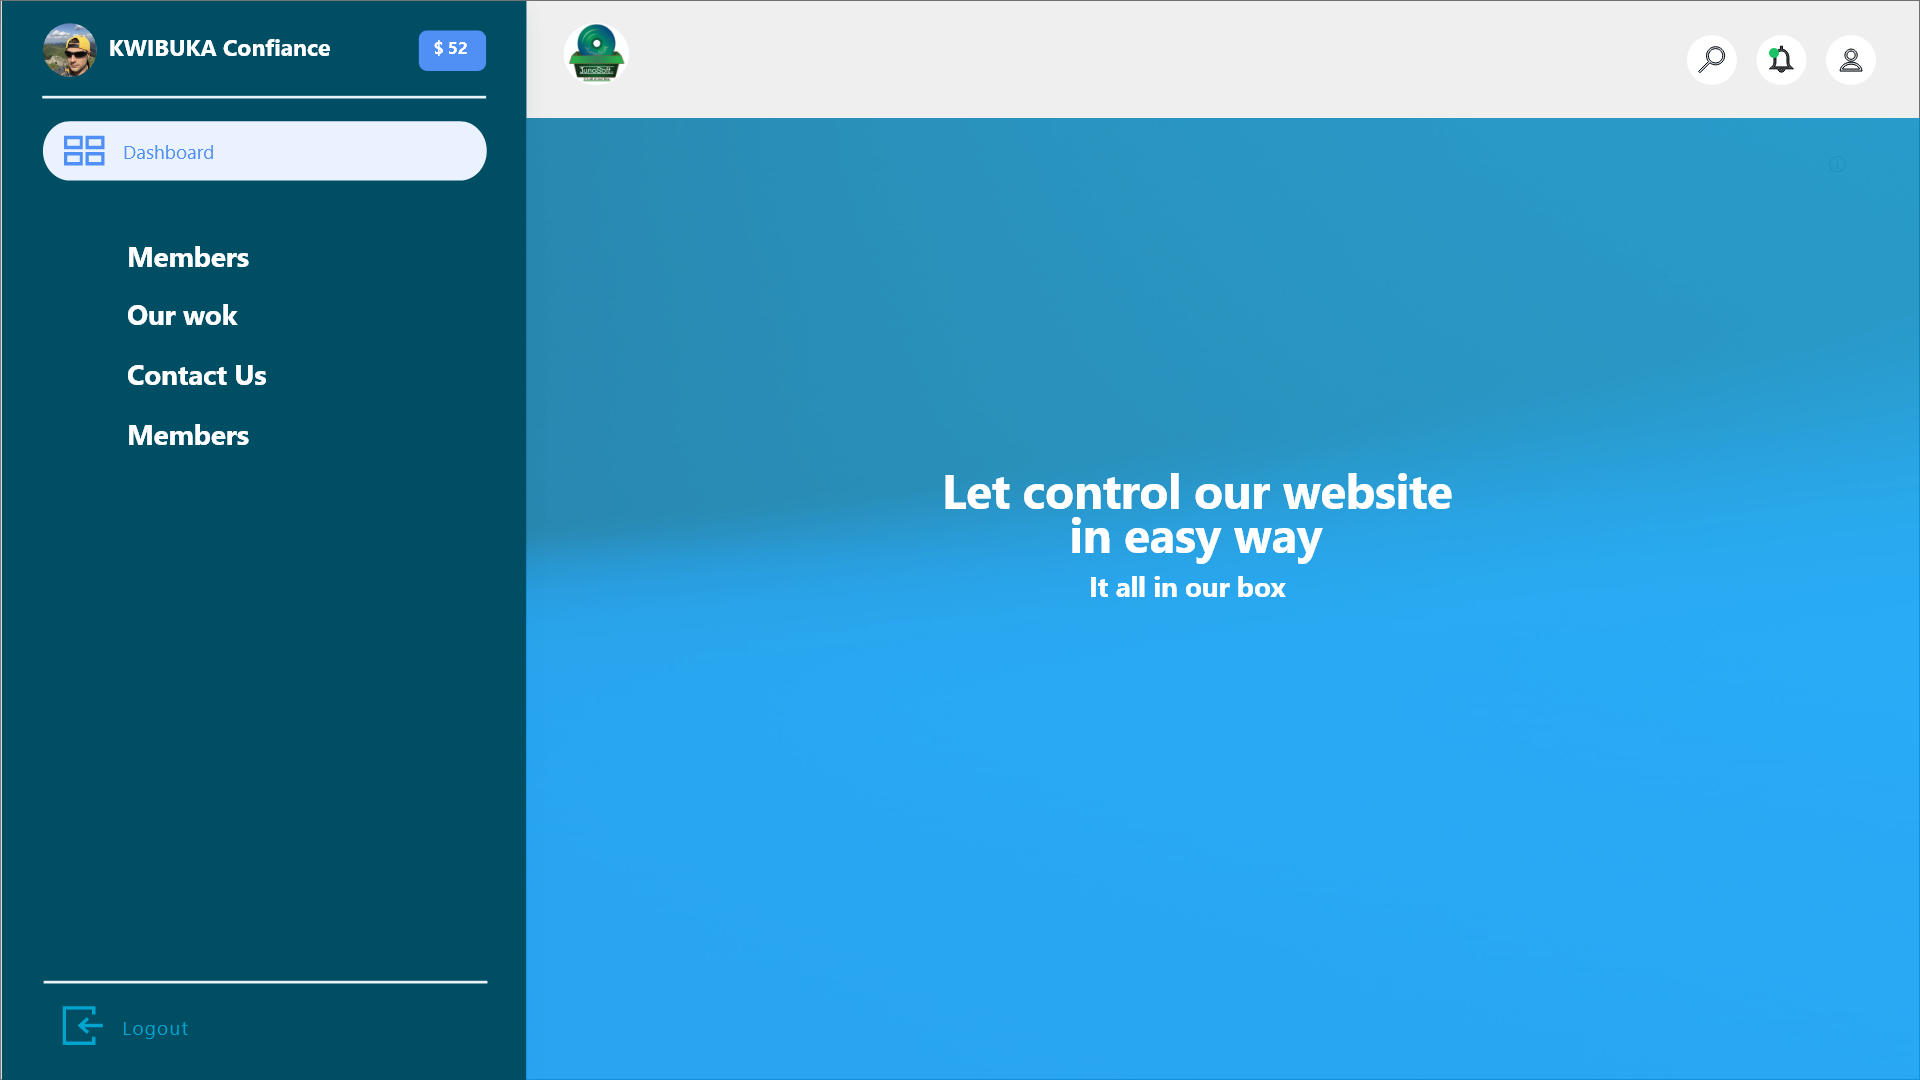 KWIBUKA Confiance
$ 52
Dashboard
Members
Our wok
Contact Us
Members
Logout
JunoSoft
Let control our website
in easy way
It all in our box